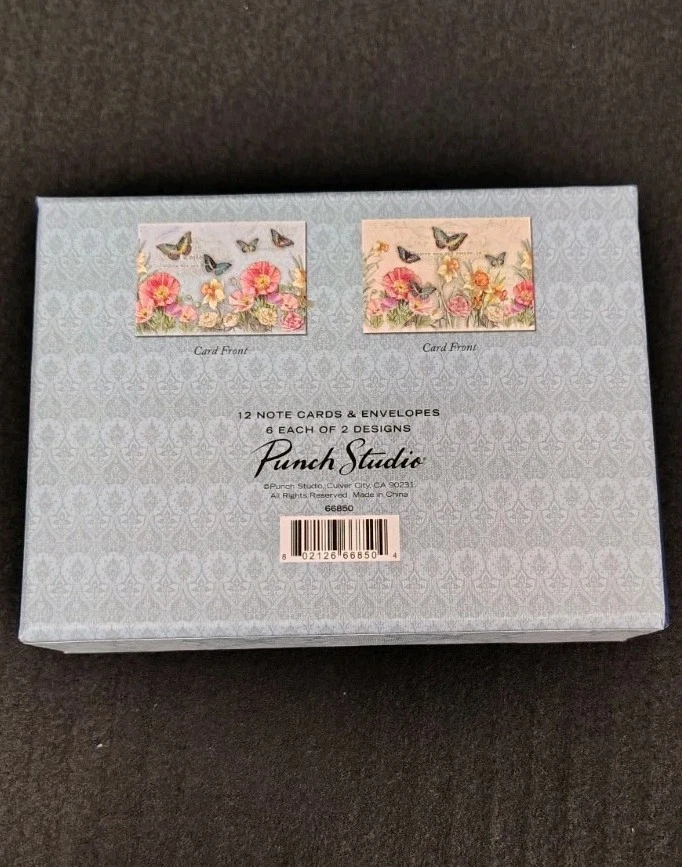 Card Front
Card Front
12 NOTE CARDS & ENVELOPES
6 EACH OF 2 DESIGNS
Punch Studio®
©Punch Studio, Culver City, CA 90231
All Rights Reserved Made in China
66850
8 02126 66850 4